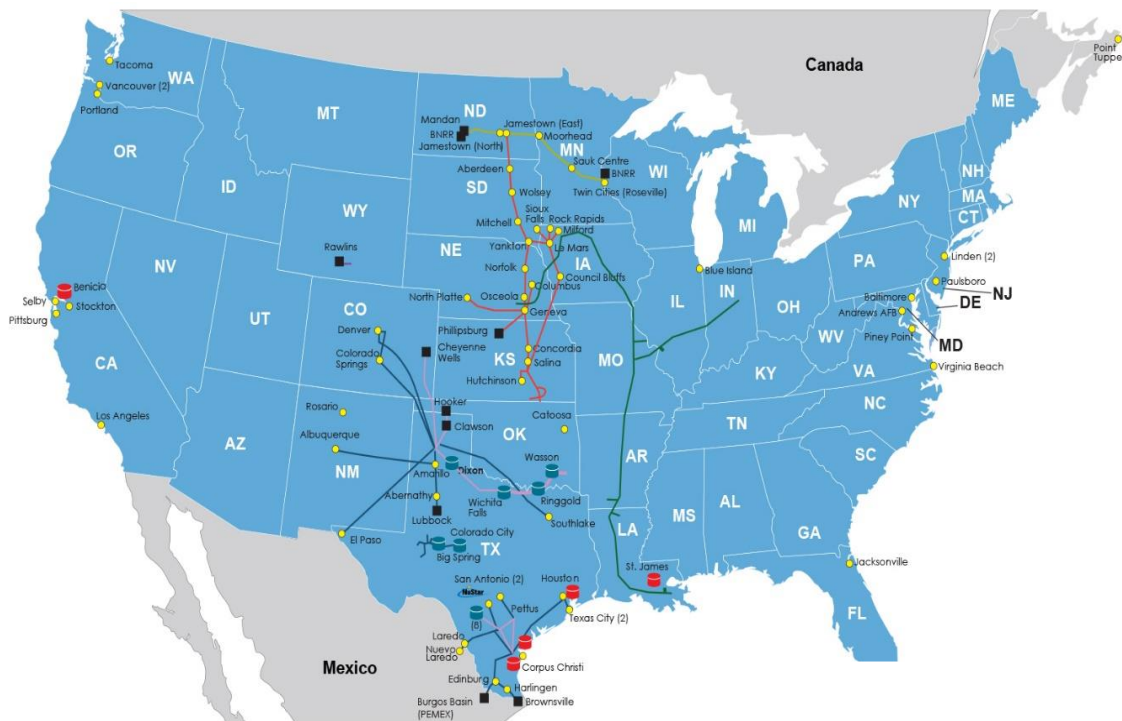 Canada
Point
Tupper
Tacoma
WA
Vancouver (2)
Portland
MT
ND
Mandan
BNRR
Jamestown (North)
Jamestown (East)
Moorhead
MN
Sauk Centre
BNRR
Twin Cities (Roseville)
ME
OR
ID
WY
SD
Aberdeen
Wolsey
Mitchell
Sioux
Falls
Rock Rapids
Milford
WI
MI
NY
NH
MA
CT
Rawlins
NE
Yankton
Le Mars
IA
Norfolk
Council Bluffs
Columbus
North Platte
Osceola
Geneva
Blue Island
PA
Linden (2)
Benicia
Selby
Stockton
Pittsburg
NV
UT
CO
Denver
Colorado
Springs
Phillipsburg
Cheyenne
Wells
KS
Concordia
Salina
Hutchinson
MO
IL
IN
OH
WV
VA
Paulsboro
NJ
Baltimore
DE
Andrews AFB
MD
Piney Point
Virginia Beach
CA
Los Angeles
AZ
Rosario
Albuquerque
NM
Hooker
Clawson
OK
Catoosa
KY
TN
NC
SC
Amarillo
Dixon
Wasson
AR
Abernathy
Lubbock
Wichita
Falls
Ringgold
Southlake
MS
AL
GA
El Paso
Colorado City
Big Spring
TX
LA
St. James
Jacksonville
FL
San Antonio (2)
NuStar
Pettus
(8)
Houston
Texas City (2)
Laredo
Nuevo
Laredo
Corpus Christi
Mexico
Edinburg
Harlingen
Burgos Basin
(PEMEX)
Brownsville